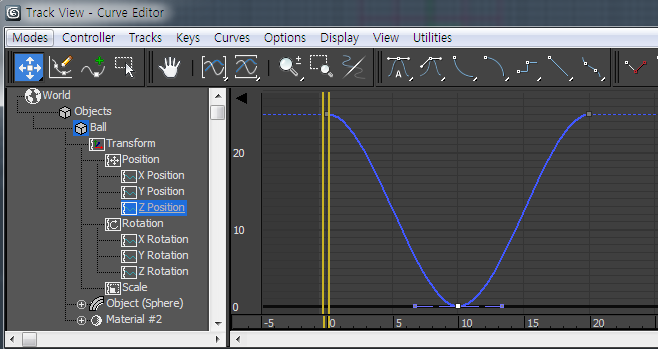 Track View - Curve Editor
Modes Controller Tracks Keys Curves Options Display View Utilities
World
Objects
Ball
Transform
Position
X Position
Y Position
Z Position
Rotation
X Rotation
Y Rotation
Z Rotation
Scale
Object (Sphere)
Material #2
20
10
0
-5 0 5 10 15 20